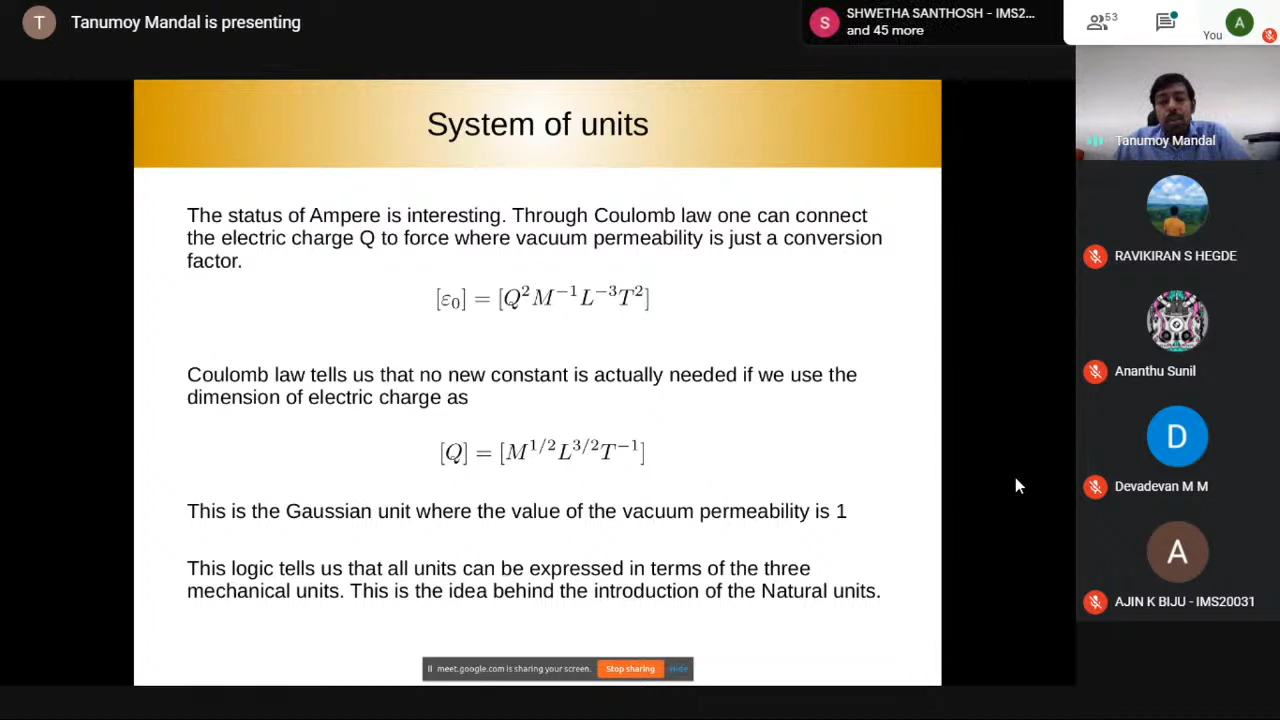 T
Tanumoy Mandal is presenting
S
SHWETHA SANTHOSH - IMS2...
and 45 more
53
You
A
System of units
The status of Ampere is interesting. Through Coulomb law one can connect
the electric charge Q to force where vacuum permeability is just a conversion
factor.
[ε₀] = [Q²M⁻¹L⁻³T²]
Coulomb law tells us that no new constant is actually needed if we use the
dimension of electric charge as
[Q] = [M^{1/2}L^{3/2}T⁻¹]
This is the Gaussian unit where the value of the vacuum permeability is 1
This logic tells us that all units can be expressed in terms of the three
mechanical units. This is the idea behind the introduction of the Natural units.
meet.google.com is sharing your screen. Stop sharing Hide
Tanumoy Mandal
RAVIKIRAN S HEGDE
Ananthu Sunil
D
Devadevan M M
A
AJIN K BIJU - IMS20031